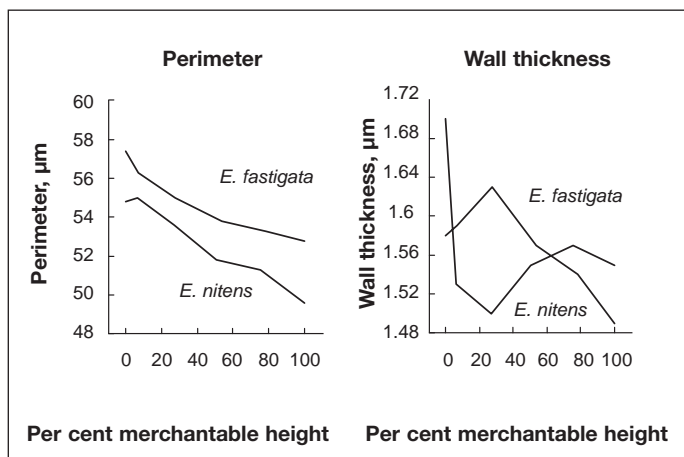 Perimeter
60
58
56
54
52
50
48
Perimeter, µm
E. fastigata
E. nitens
0 20 40 60 80 100
Per cent merchantable height
Wall thickness
1.72
1.68
1.64
1.6
1.56
1.52
1.48
Wall thickness, µm
E. fastigata
E. nitens
0 20 40 60 80 100
Per cent merchantable height